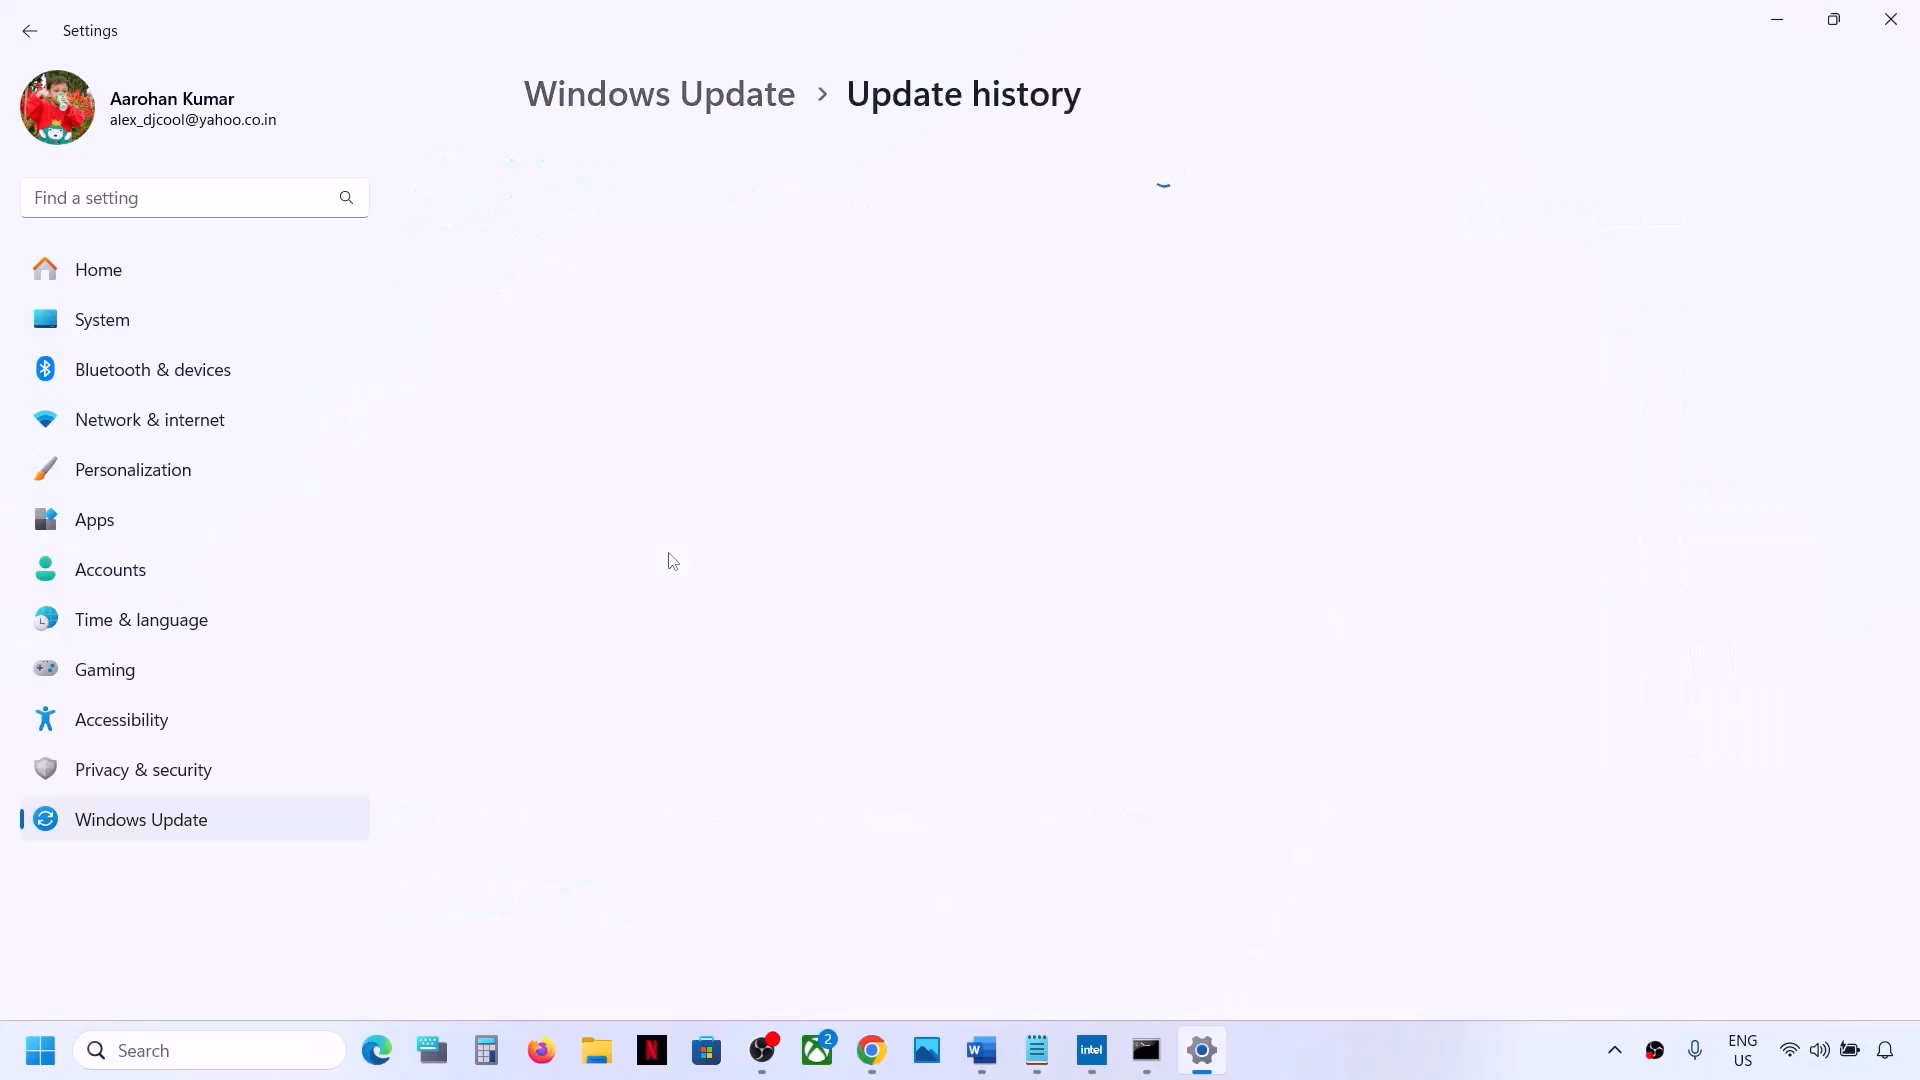 Settings
Aarohan Kumar
alex_djcool@yahoo.co.in
Windows Update > Update history
Find a setting
Home
System
Bluetooth & devices
Network & internet
Personalization
Apps
Accounts
Time & language
Gaming
Accessibility
Privacy & security
Windows Update
Search
N
2
W
intel
ENG
US